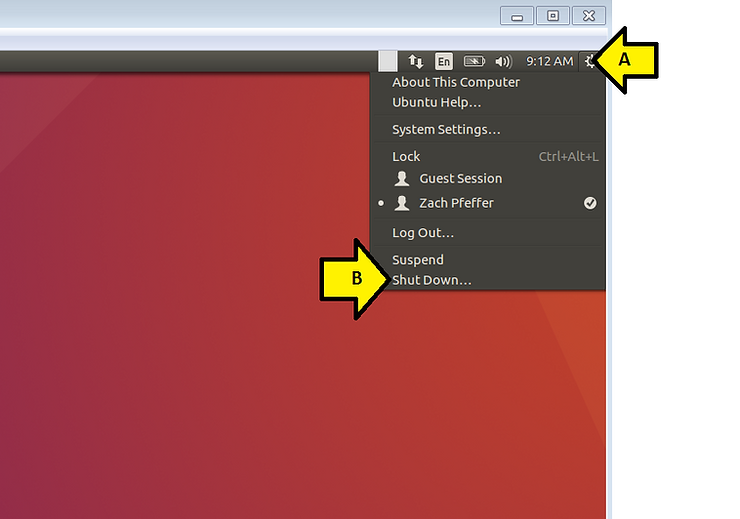 En 9:12 AM A
About This Computer
Ubuntu Help...
System Settings...
Lock Ctrl+Alt+L
Guest Session
Zach Pfeffer
Log Out...
Suspend
B Shut Down...